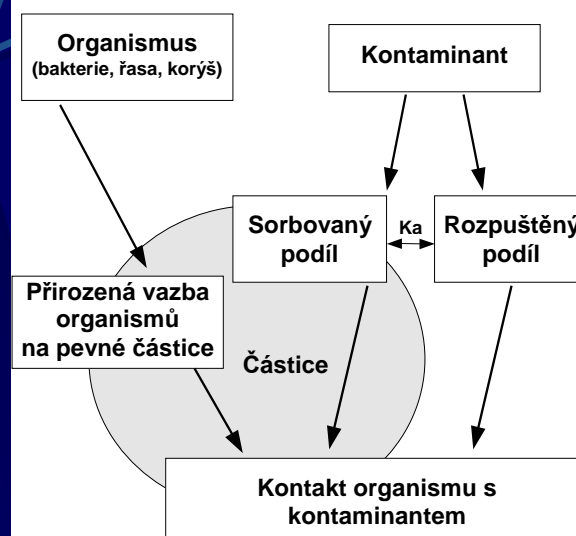 Organismus
(bakterie, řasa, korýš)
Kontaminant
Sorbovaný
podíl
Ka
Rozpuštěný
podíl
Přirozená vazba
organismů
na pevné částice
Částice
Kontakt organismu s
kontaminantem